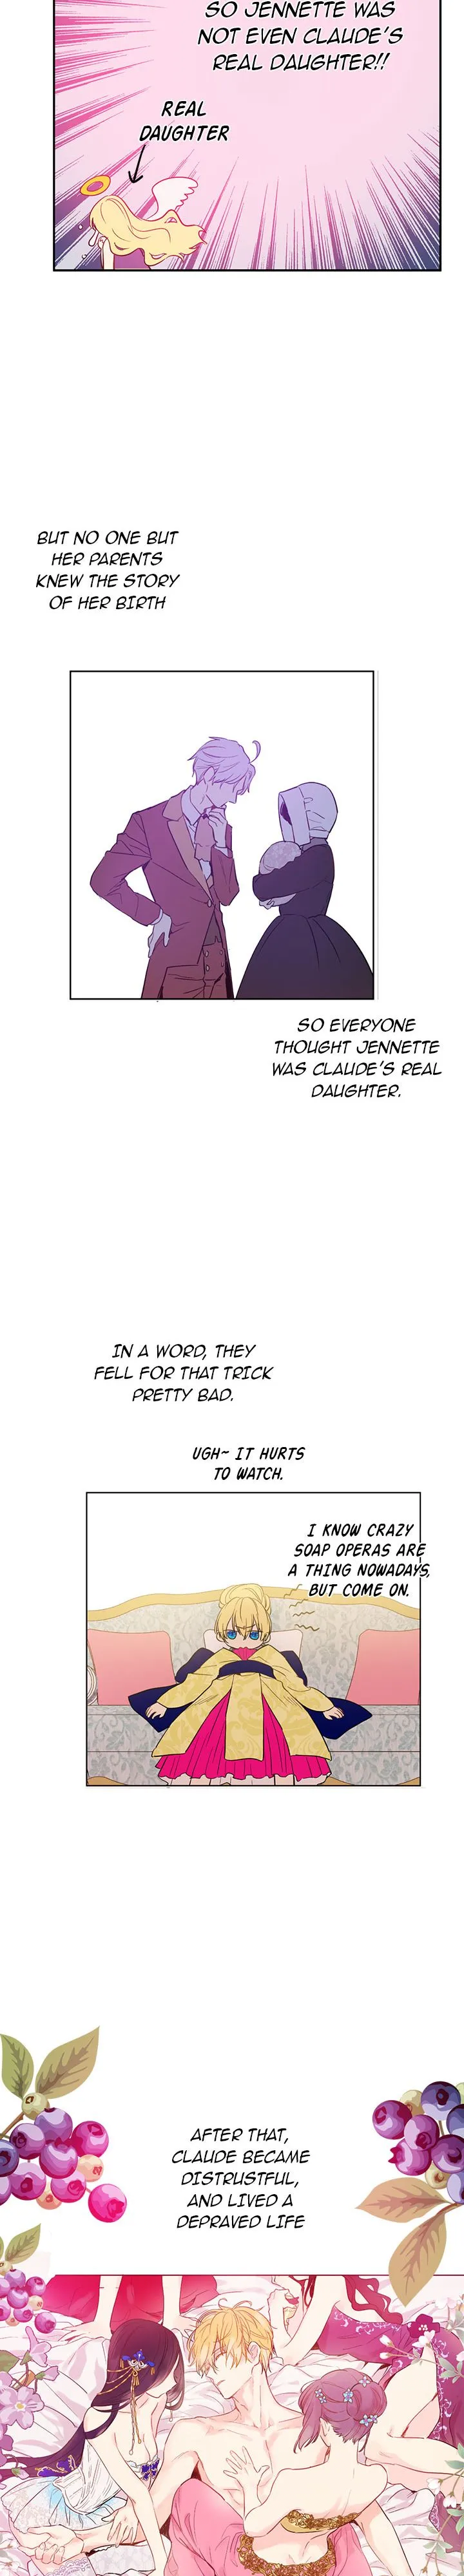 SO JENNETTE WAS
NOT EVEN CLAUDE'S
REAL DAUGHTER!!
REAL
DAUGHTER
BUT NO ONE BUT
HER PARENTS
KNEW THE STORY
OF HER BIRTH
SO EVERYONE
THOUGHT JENNETTE
WAS CLAUDE'S REAL
DAUGHTER.
IN A WORD, THEY
FELL FOR THAT TRICK
PRETTY BAD.
UGH~ IT HURTS
TO WATCH.
I KNOW CRAZY
SOAP OPERAS ARE
A THING NOWADAYS,
BUT COME ON.
AFTER THAT,
CLAUDE BECAME
DISTRUSTFUL,
AND LIVED A
DEPRAVED LIFE